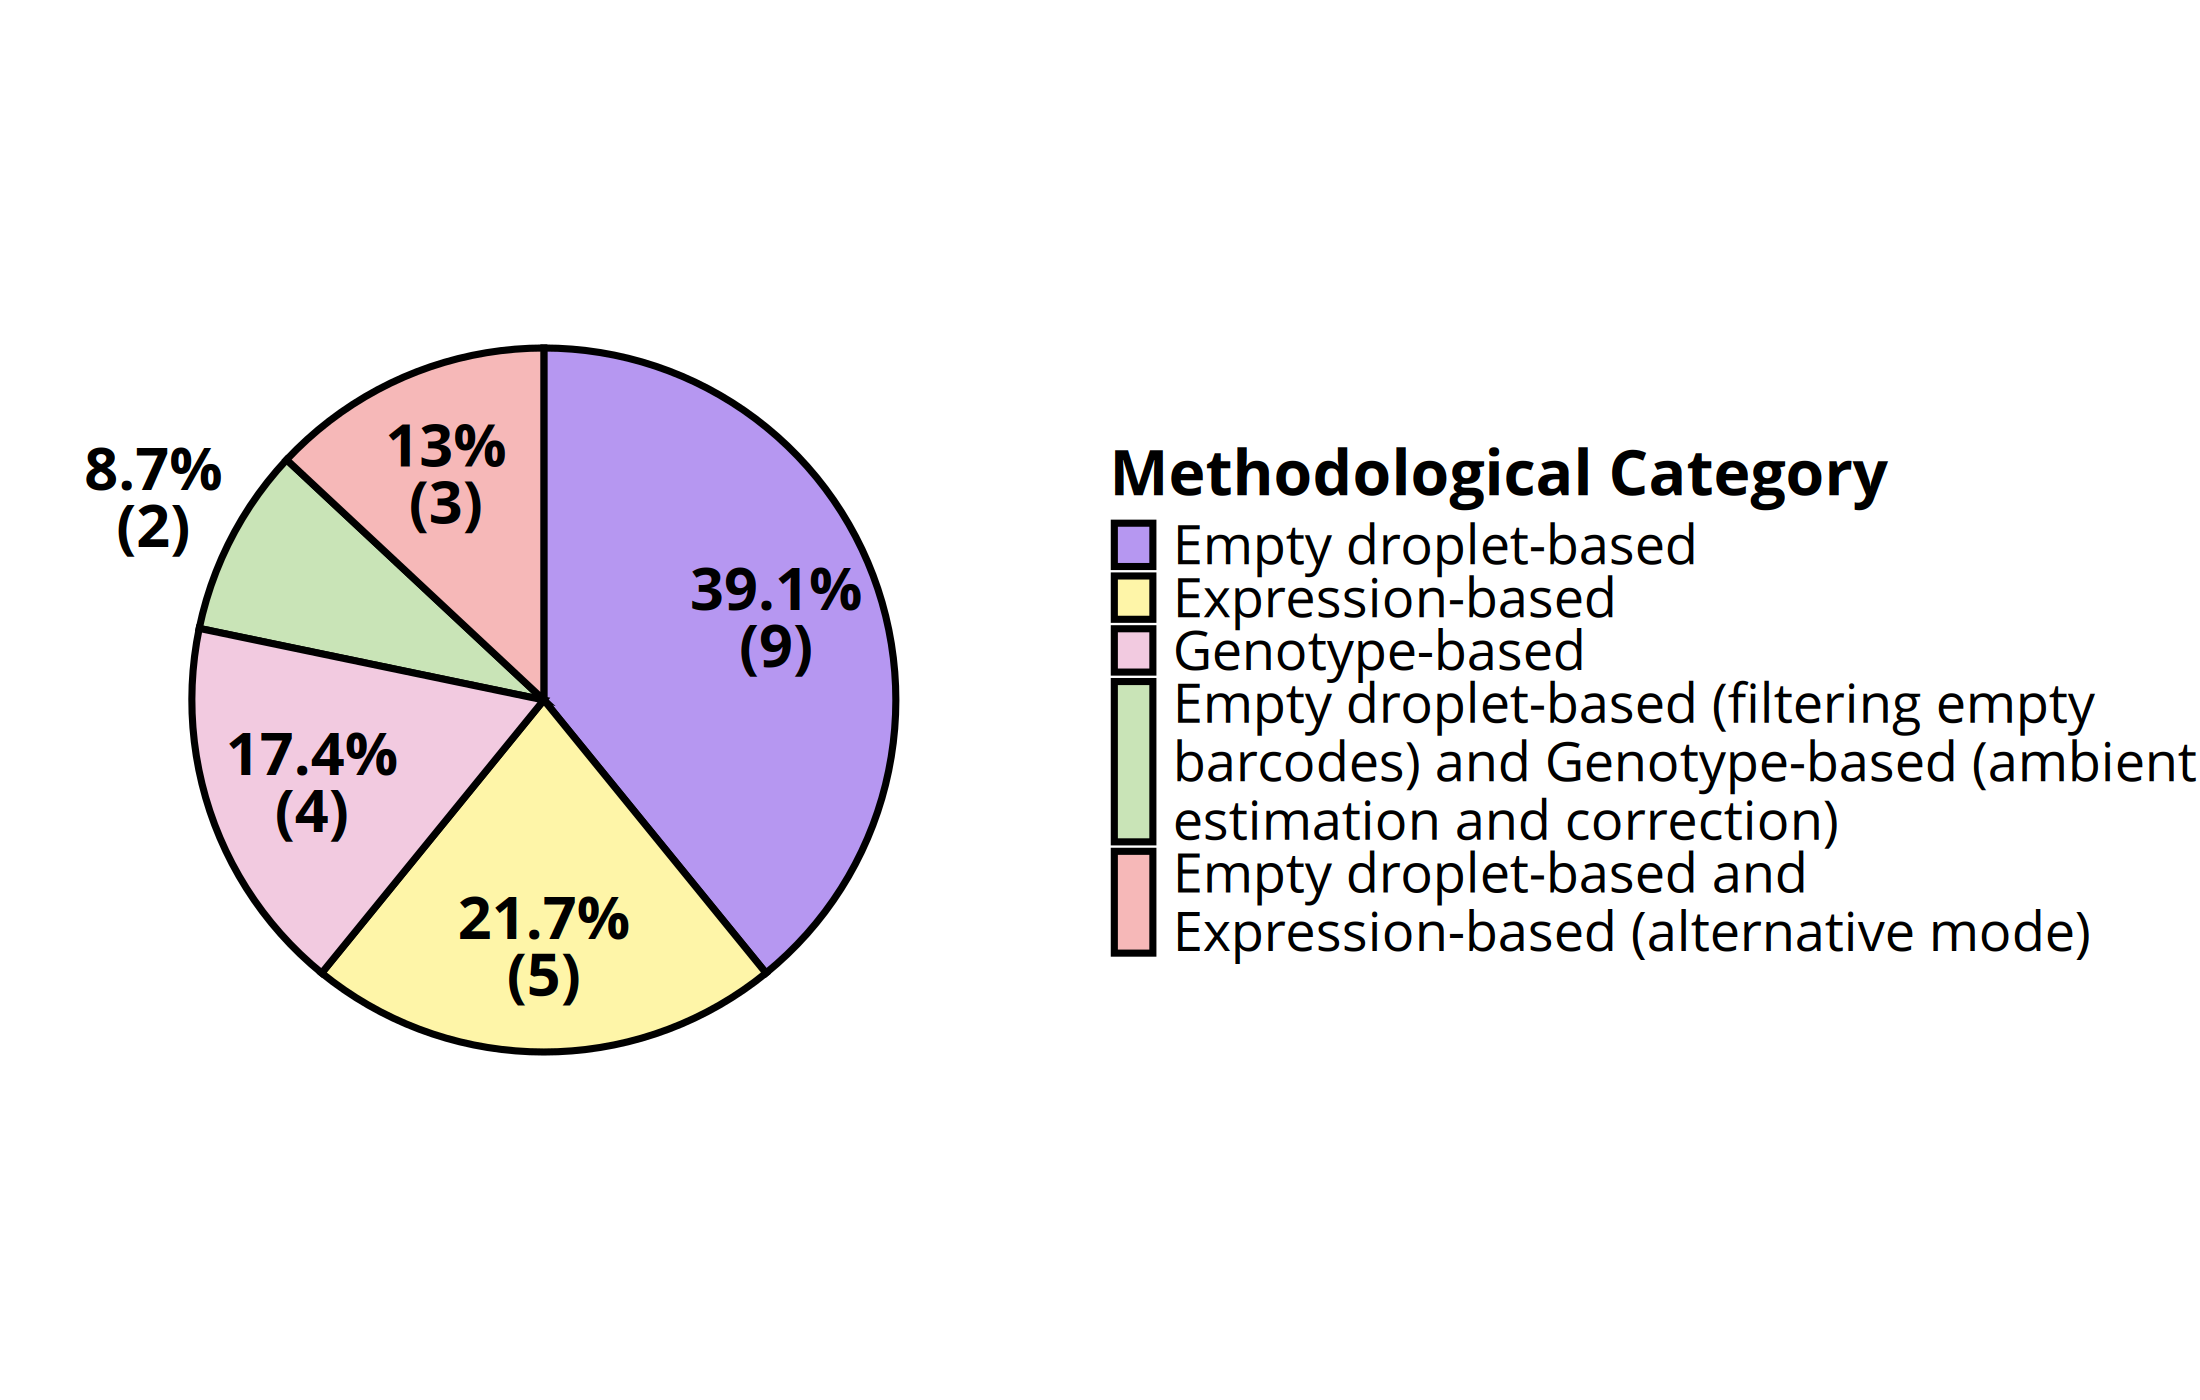 13%
(3)
8.7%
(2)
39.1%
(9)
17.4%
(4)
21.7%
(5)
Methodological Category
Empty droplet-based
Expression-based
Genotype-based
Empty droplet-based (filtering empty
barcodes) and Genotype-based (ambient
estimation and correction)
Empty droplet-based and
Expression-based (alternative mode)